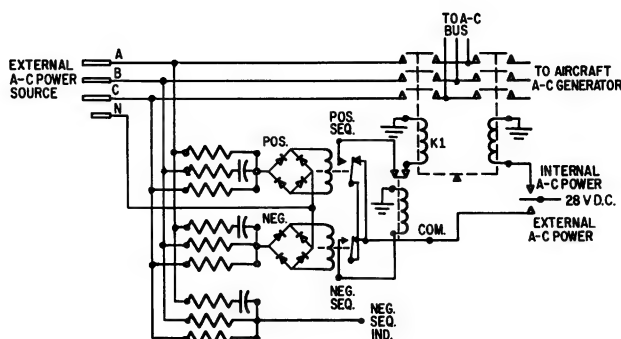 TO A-C
BUS
EXTERNAL
A-C POWER
SOURCE
A
B
C
N
TO AIRCRAFT
A-C GENERATOR
POS.
POS.
SEQ.
K1
INTERNAL
A-C POWER
28 V D.C.
EXTERNAL
A-C POWER
NEG.
COM.
NEG.
SEQ.
NEG.
SEQ.
IND.